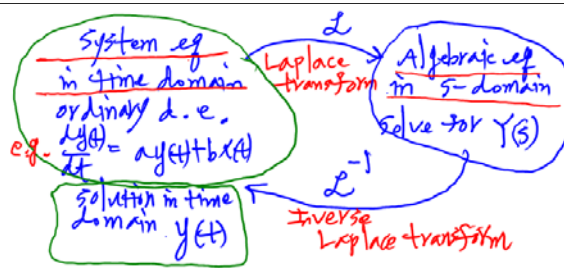 System eq
in time domain
ordinary d.e.
e.g. dy(t)/dt = ay(t)+bx(t)
solution in time
domain y(t)
L
Laplace
transform
Algebraic eq
in s-domain
solve for Y(s)
L^-1
Inverse
Laplace transform